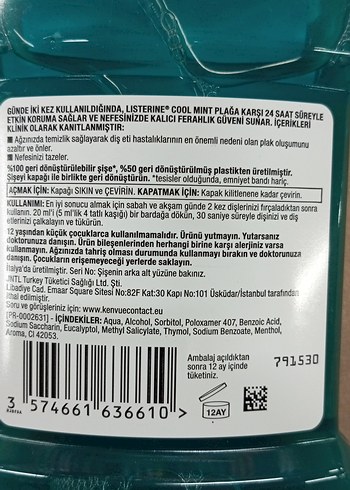 GÜNDE İKİ KEZ KULLANILDIĞINDA, LISTERINE® COOL MINT PLAĞA KARŞI 24 SAAT SÜREYLE
ETKİN KORUMA SAĞLAR VE NEFESİNİZDE KALICI FERAHLIK GÜVENİ SUNAR. İÇERİKLERİ
KLİNİK OLARAK KANITLANMIŞTIR:
■ Ağzınızda temizlik sağlayarak diş eti hastalıklarının en önemli nedeni olan plak oluşumunu
azaltır ve önler.
■ Nefesinizi tazeler.
%100 geri dönüştürülebilir şişe*, %50 geri dönüştürülmüş plastikten üretilmiştir.
Şişeyi kapağı ile birlikte geri dönüştürün. *tesisler olduğunda, emniyet bandı hariç.
AÇMAK İÇİN: Kapağı SIKIN ve ÇEVİRİN. KAPATMAK İÇİN: Kapak kilitlenene kadar çevirin.
KULLANIMI: En iyi sonucu almak için sabah ve akşam günde 2 kez dişlerinizi fırçaladıktan sonra
kullanın. 20 ml'i (5 ml'lik 4 tatlı kaşığı) bir bardağa dökün, 30 saniye süreyle dişinizi ve diş
etlerinizi çalkalayın ve tükürün.
12 yaşından küçük çocuklarca kullanılmamalıdır. Ürünü yutmayın. Yutarsanız
doktorunuza danışın. Ürün bileşenlerinden herhangi birine karşı alerjiniz varsa
kullanmayın. Ağzınızda tahriş olması durumunda kullanmayı bırakın ve doktorunuza
danışın. Çocukların erişemeyeceği yerlerde saklayın.
İtalya'da üretilmiştir. Seri No: Şişenin arka alt yüzüne bakınız.
JNTL Turkey Tüketici Sağlığı Ltd. Şti.
Libadiye Cad. Emaar Square Sitesi No:82F Kat:30 Kapı No:101 Üsküdar/İstanbul tarafından
ithal edilmiştir.
Soru ve görüşleriniz için: www.kenvuecontact.eu
[PR-0002631] - İÇİNDEKİLER: Aqua, Alcohol, Sorbitol, Poloxamer 407, Benzoic Acid,
Sodium Saccharin, Eucalyptol, Methyl Salicylate, Thymol, Sodium Benzoate, Menthol,
Aroma, CI 42053.
Ambalaj açıldıktan
sonra 12 ay içinde
tüketiniz.
791530
3 574661 636610 >
12AY